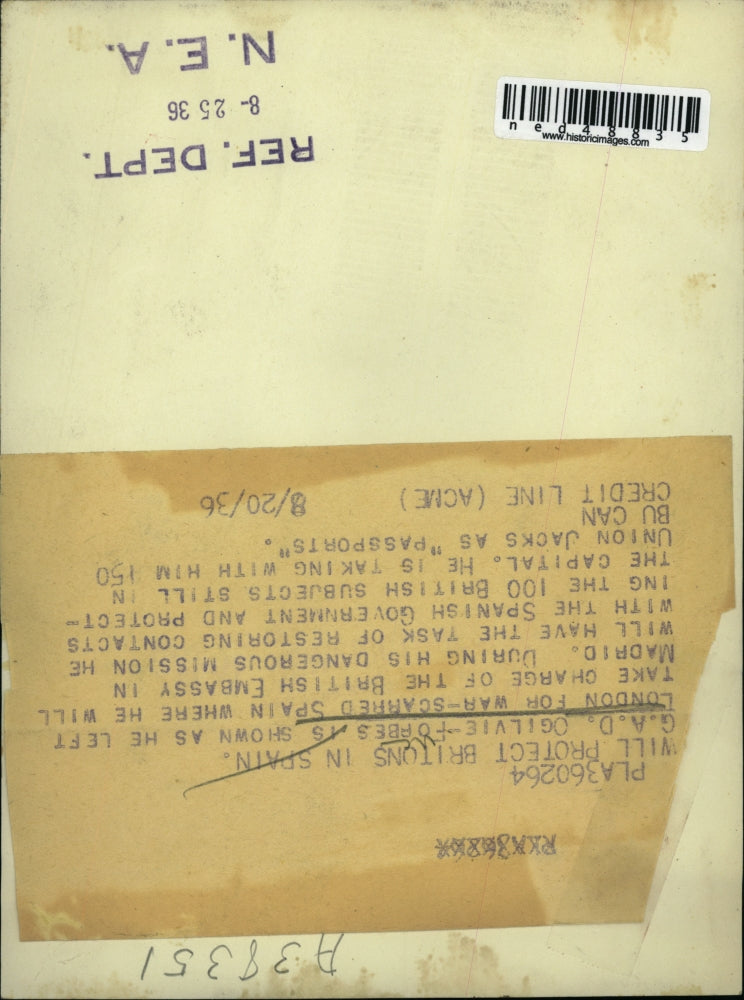 A38351
PLA360264
WILL PROTECT BRITONS IN SPAIN.
G.A.D. OGILVIE-FORBES IS SHOWN AS HE LEFT
LONDON FOR WAR-SCARRED SPAIN WHERE HE WILL
TAKE CHARGE OF THE BRITISH EMBASSY IN
MADRID. DURING HIS DANGEROUS MISSION HE
WILL HAVE THE TASK OF RESTORING CONTACTS
WITH THE SPANISH GOVERNMENT AND PROTECT-
ING THE 100 BRITISH SUBJECTS STILL IN
THE CAPITAL. HE IS TAKING WITH HIM 150
UNION JACKS AS "PASSPORTS".
BU CAN
CREDIT LINE (ACME) 8/20/36
REF. DEPT.
8-25 36
N.E.A.
ned48835
www.historicimages.com